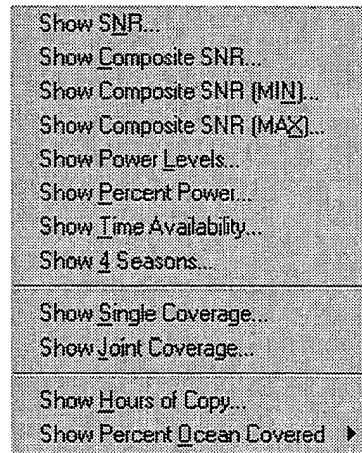 Show SNR...
Show Composite SNR...
Show Composite SNR (MIN)...
Show Composite SNR (MAX)...
Show Power Levels...
Show Percent Power...
Show Time Availability...
Show 4 Seasons...
Show Single Coverage...
Show Joint Coverage...
Show Hours of Copy...
Show Percent Ocean Covered